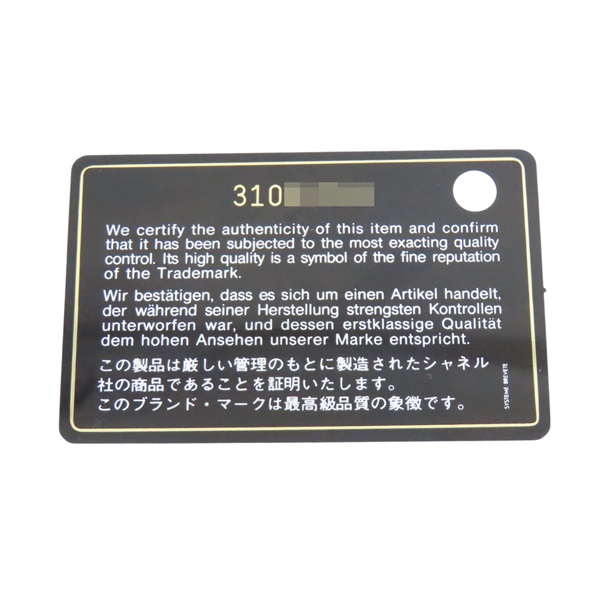 310
We certify the authenticity of this item and confirm
that it has been subjected to the most exacting quality
control. Its high quality is a symbol of the fine reputation
of the Trademark.
Wir bestätigen, dass es sich um einen Artikel handelt,
der während seiner Herstellung strengsten Kontrollen
unterworfen war, und dessen erstklassige Qualität
dem hohen Ansehen unserer Marke entspricht.
この製品は厳しい管理のもとに製造されたシャネル
社の商品であることを証明いたします。
このブランド・マークは最高級品質の象徴です。
SYSTEME BREVETE